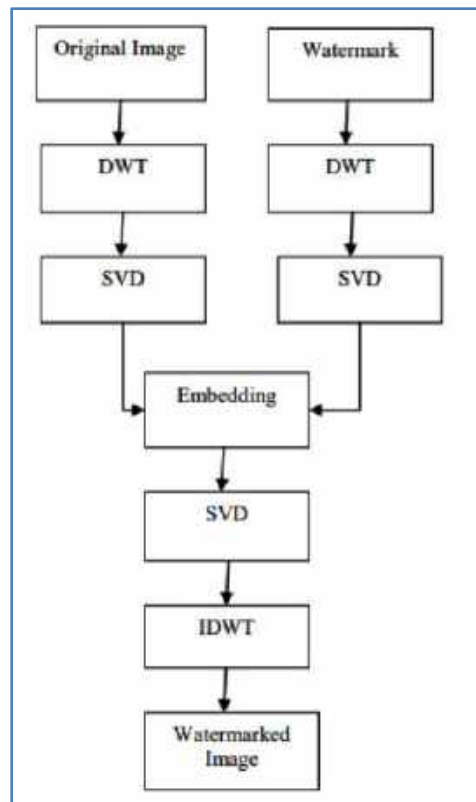 Original Image
Watermark
DWT
DWT
SVD
SVD
Embedding
SVD
IDWT
Watermarked
Image